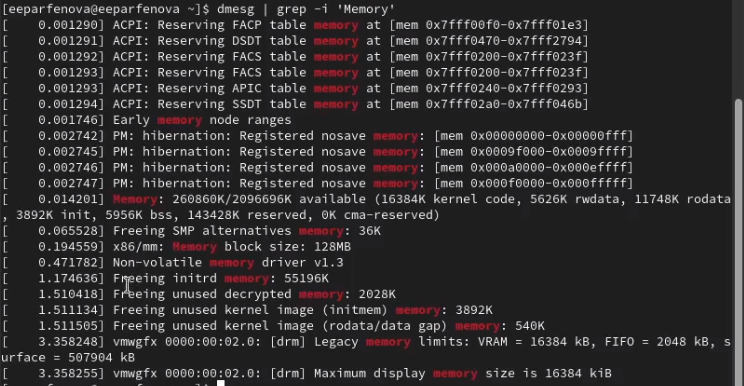 [eeparfenova@eeparfenova ~]$ dmesg | grep -i 'Memory'
[    0.001290] ACPI: Reserving FACP table memory at [mem 0x7fff00f0-0x7fff01e3]
[    0.001291] ACPI: Reserving DSDT table memory at [mem 0x7fff0470-0x7fff2794]
[    0.001292] ACPI: Reserving FACS table memory at [mem 0x7fff0200-0x7fff023f]
[    0.001293] ACPI: Reserving FACS table memory at [mem 0x7fff0200-0x7fff023f]
[    0.001293] ACPI: Reserving APIC table memory at [mem 0x7fff0240-0x7fff0293]
[    0.001294] ACPI: Reserving SSDT table memory at [mem 0x7fff02a0-0x7fff046b]
[    0.001746] Early memory node ranges
[    0.002742] PM: hibernation: Registered nosave memory: [mem 0x00000000-0x00000fff]
[    0.002745] PM: hibernation: Registered nosave memory: [mem 0x0009f000-0x0009ffff]
[    0.002746] PM: hibernation: Registered nosave memory: [mem 0x000a0000-0x000effff]
[    0.002747] PM: hibernation: Registered nosave memory: [mem 0x000f0000-0x000fffff]
[    0.014201] Memory: 260860K/2096696K available (16384K kernel code, 5626K rwdata, 11748K rodata
, 3892K init, 5956K bss, 143428K reserved, 0K cma-reserved)
[    0.065528] Freeing SMP alternatives memory: 36K
[    0.194559] x86/mm: Memory block size: 128MB
[    0.471782] Non-volatile memory driver v1.3
[    1.174636] Freeing initrd memory: 55196K
[    1.510418] Freeing unused decrypted memory: 2028K
[    1.511134] Freeing unused kernel image (initmem) memory: 3892K
[    1.511505] Freeing unused kernel image (rodata/data gap) memory: 540K
[    3.358248] vmwgfx 0000:00:02.0: [drm] Legacy memory limits: VRAM = 16384 kB, FIFO = 2048 kB, s
urface = 507904 kB
[    3.358255] vmwgfx 0000:00:02.0: [drm] Maximum display memory size is 16384 kiB